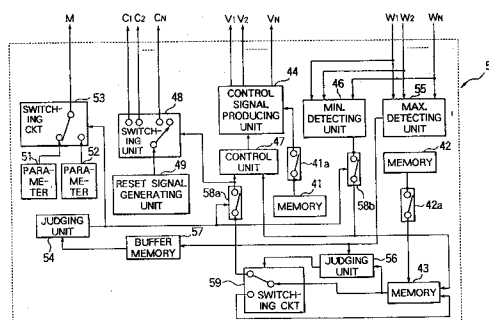 M C1 C2 CN V1 V2 VN W1 W2 WN
5
53
SWITCH-
ING CKT
51
52
PARA-
METER
PARA-
METER
48
SWITCH-
ING
UNIT
49
RESET SIGNAL
GENERATING
UNIT
44
CONTROL
SIGNAL
PRODUCING
UNIT
47
CONTROL
UNIT
41a
41
MEMORY
46
MIN.
DETECTING
UNIT
55
MAX.
DETECTING
UNIT
42
MEMORY
42a
58a
58b
JUDGING
UNIT
54
57
BUFFER
MEMORY
JUDGING
UNIT
56
43
MEMORY
59
SWITCH-
ING CKT